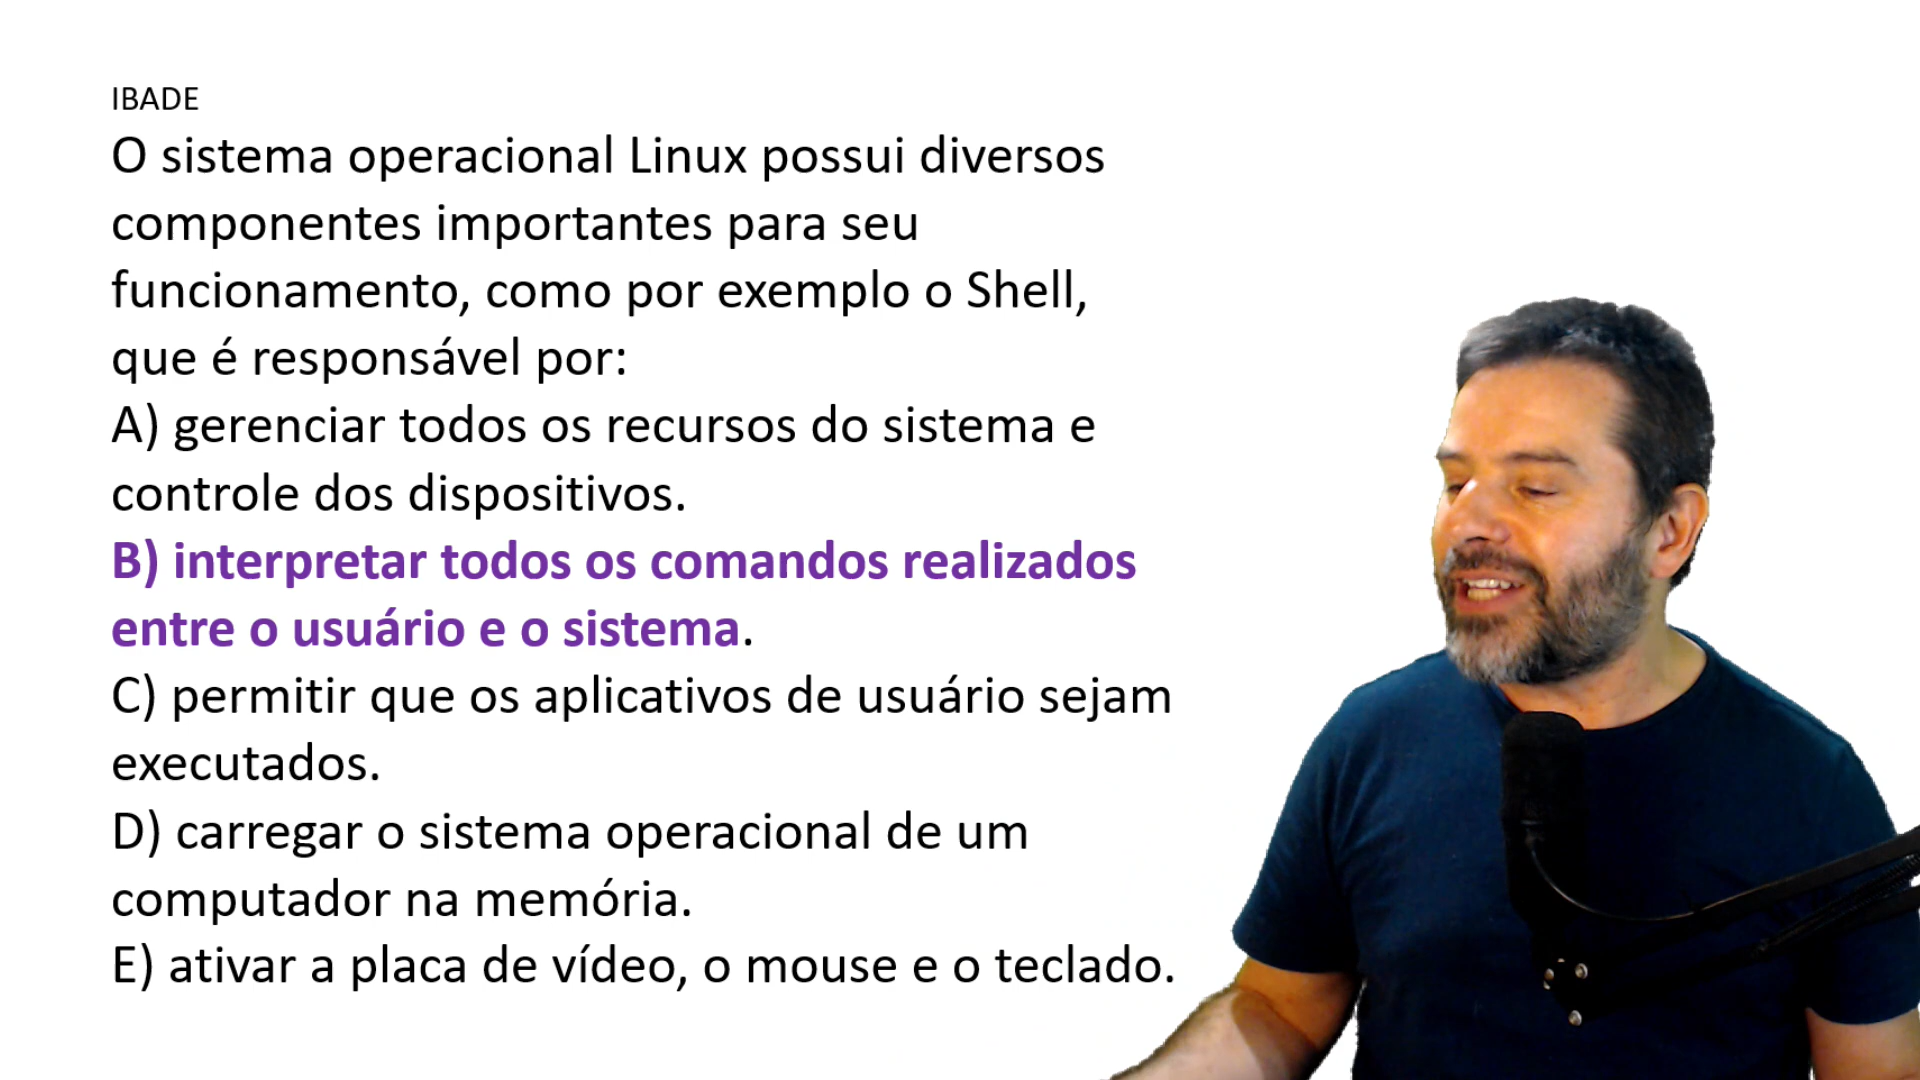 IBADE
O sistema operacional Linux possui diversos
componentes importantes para seu
funcionamento, como por exemplo o Shell,
que é responsável por:
A) gerenciar todos os recursos do sistema e
controle dos dispositivos.
B) interpretar todos os comandos realizados
entre o usuário e o sistema.
C) permitir que os aplicativos de usuário sejam
executados.
D) carregar o sistema operacional de um
computador na memória.
E) ativar a placa de vídeo, o mouse e o teclado.